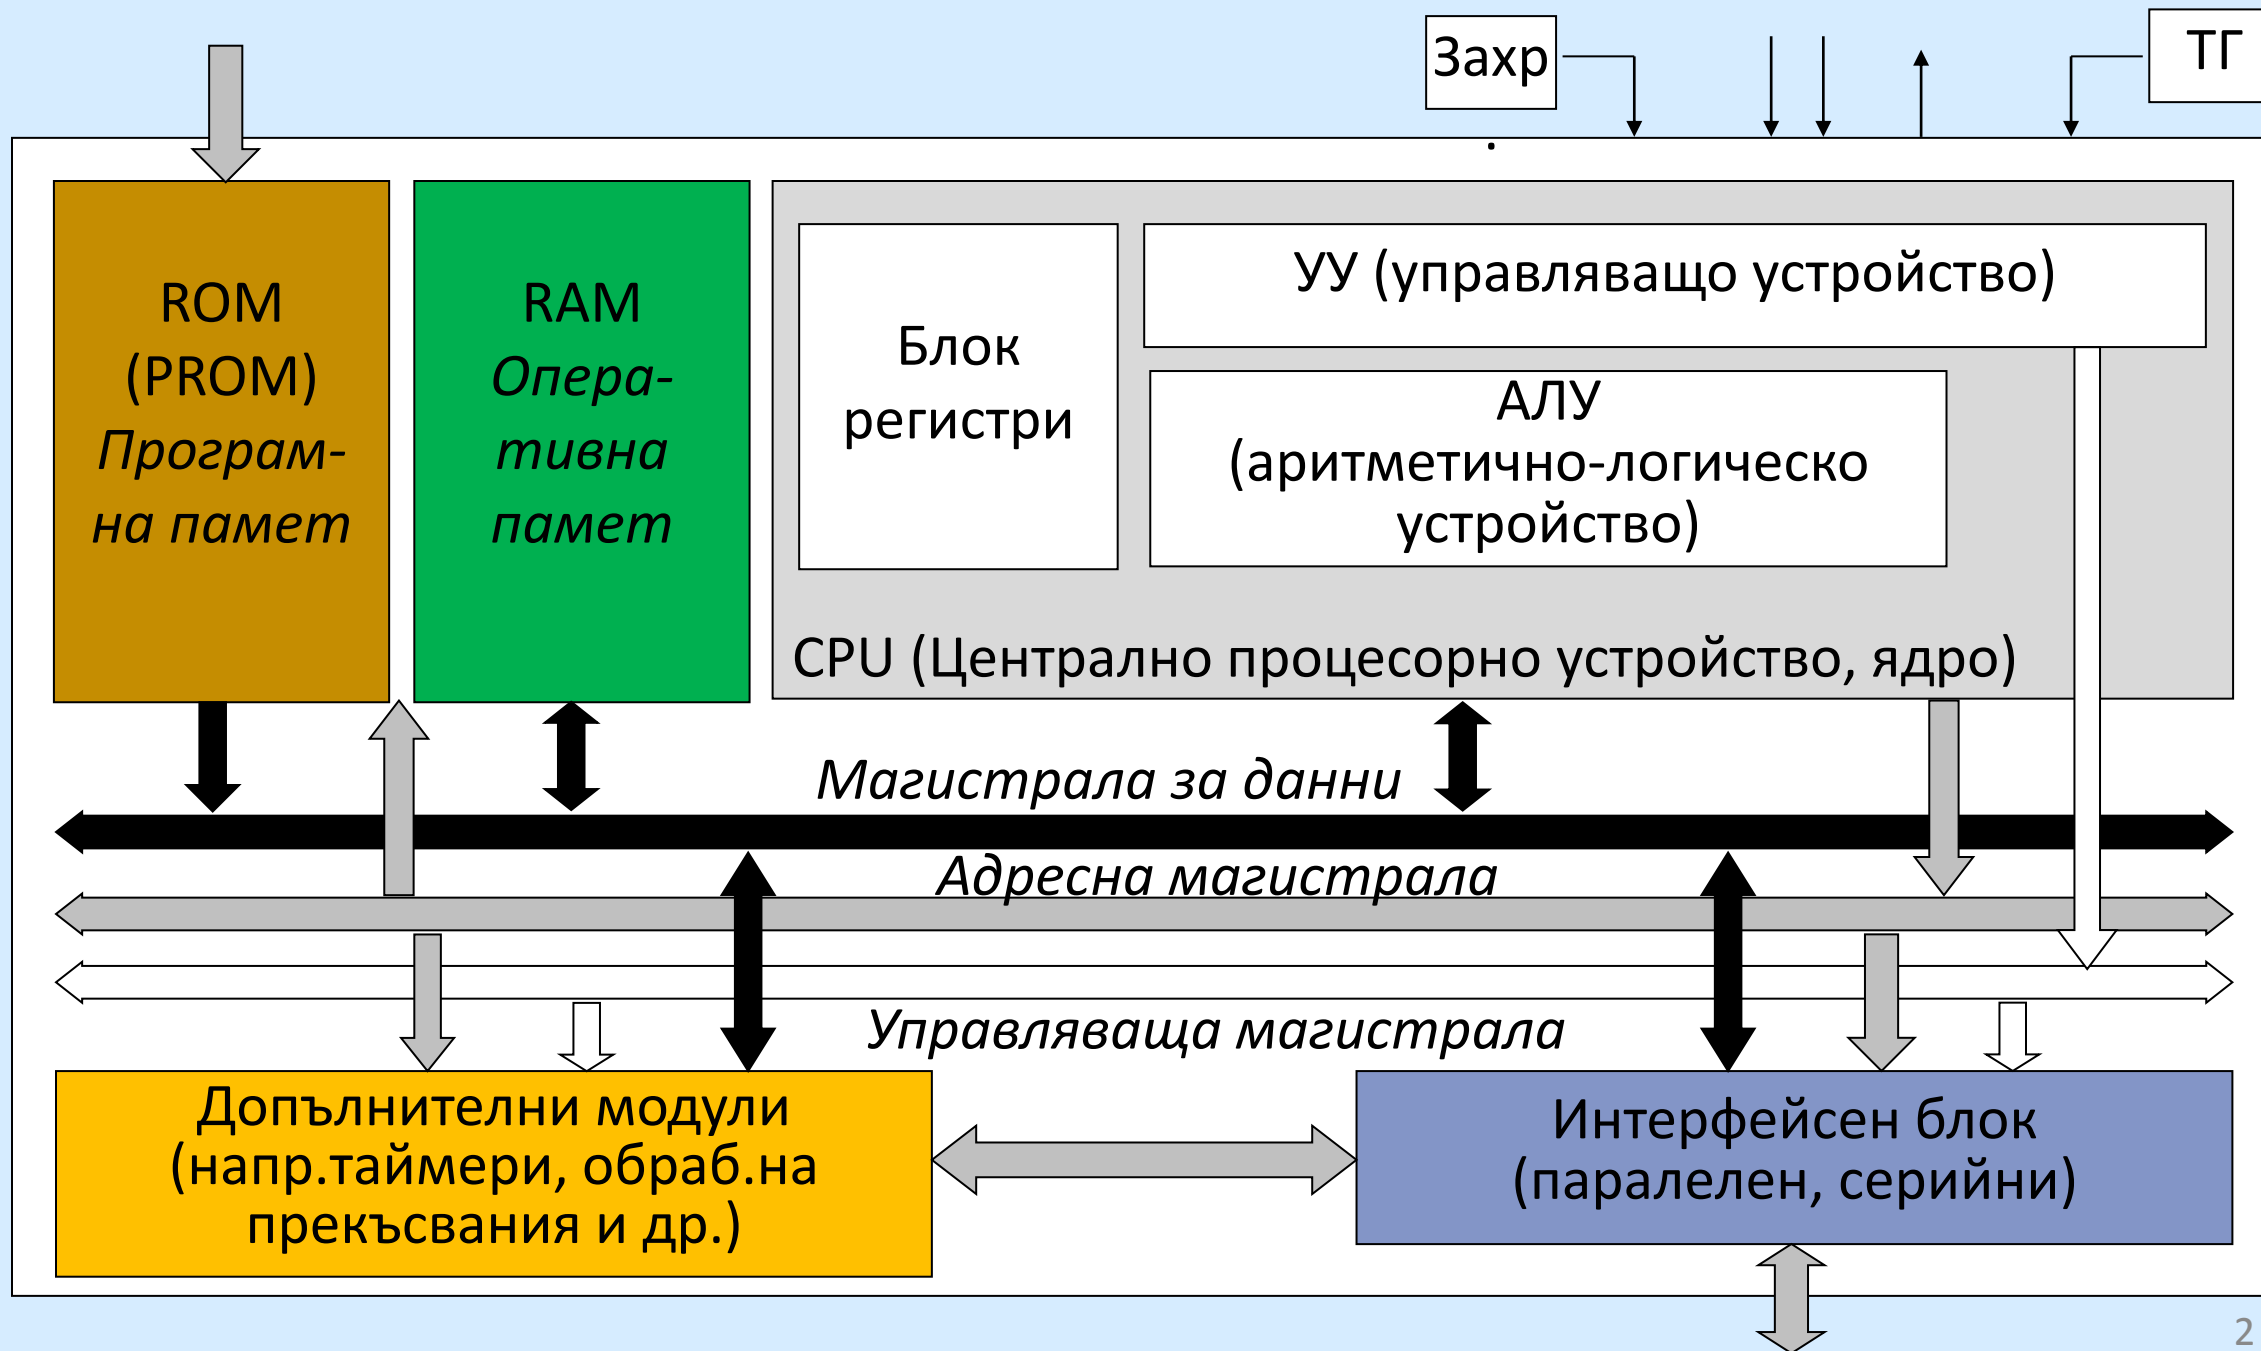 Захр
.
ТГ
ROM
(PROM)
Програм-
на памет
RAM
Опера-
тивна
памет
Блок
регистри
УУ (управляващо устройство)
АЛУ
(аритметично-логическо
устройство)
CPU (Централно процесорно устройство, ядро)
Магистрала за данни
Адресна магистрала
Управляваща магистрала
Допълнителни модули
(напр.таймери, обраб.на
прекъсвания и др.)
Интерфейсен блок
(паралелен, серийни)
2